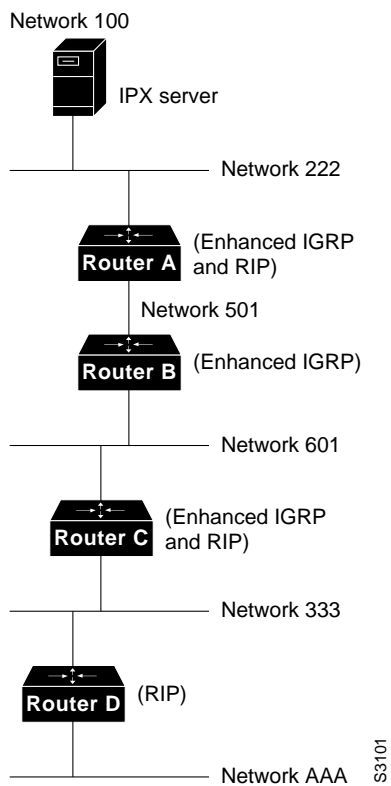 Network 100
IPX server
Network 222
Router A
(Enhanced IGRP
and RIP)
Network 501
Router B
(Enhanced IGRP)
Network 601
Router C
(Enhanced IGRP
and RIP)
Network 333
Router D
(RIP)
Network AAA
S3101